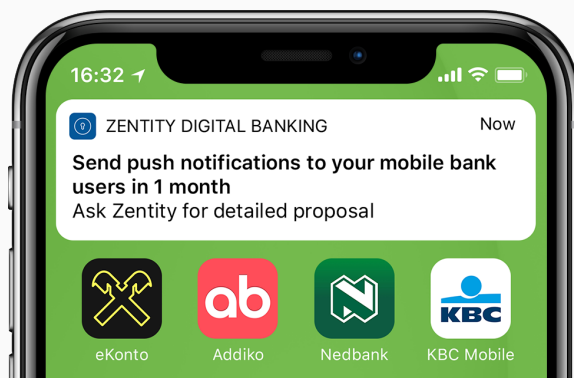 16:32
ZENTITY DIGITAL BANKING
Now
Send push notifications to your mobile bank
users in 1 month
Ask Zentity for detailed proposal
ab
N
KBC
eKonto
Addiko
Nedbank
KBC Mobile